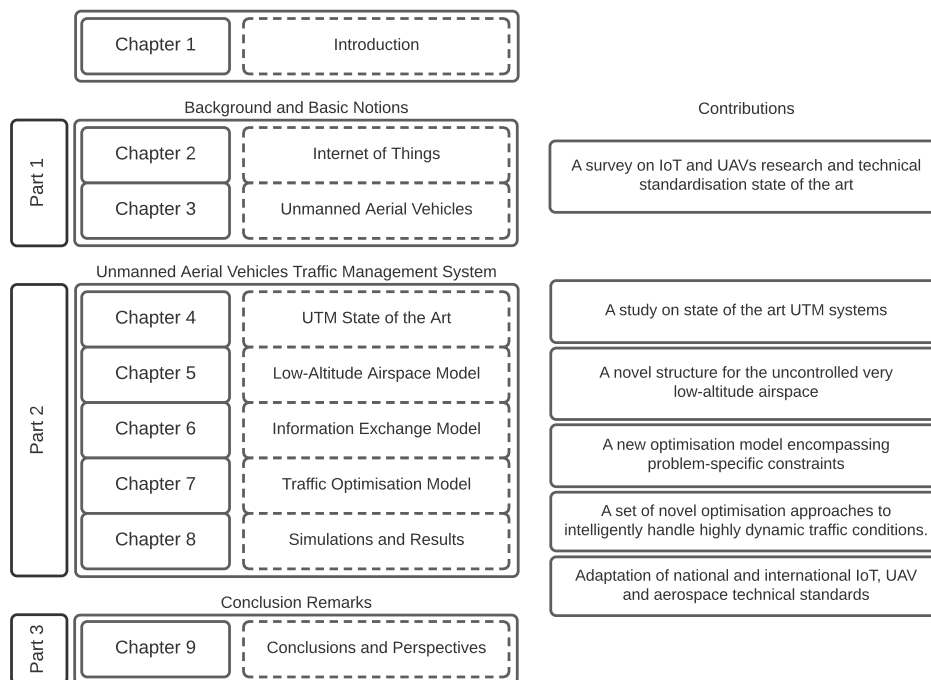 Chapter 1
Introduction
Background and Basic Notions
Part 1
Chapter 2
Internet of Things
Chapter 3
Unmanned Aerial Vehicles
Unmanned Aerial Vehicles Traffic Management System
Part 2
Chapter 4
UTM State of the Art
Chapter 5
Low-Altitude Airspace Model
Chapter 6
Information Exchange Model
Chapter 7
Traffic Optimisation Model
Chapter 8
Simulations and Results
Conclusion Remarks
Part 3
Chapter 9
Conclusions and Perspectives
Contributions
A survey on IoT and UAVs research and technical
standardisation state of the art
A study on state of the art UTM systems
A novel structure for the uncontrolled very
low-altitude airspace
A new optimisation model encompassing
problem-specific constraints
A set of novel optimisation approaches to
intelligently handle highly dynamic traffic conditions.
Adaptation of national and international IoT, UAV
and aerospace technical standards